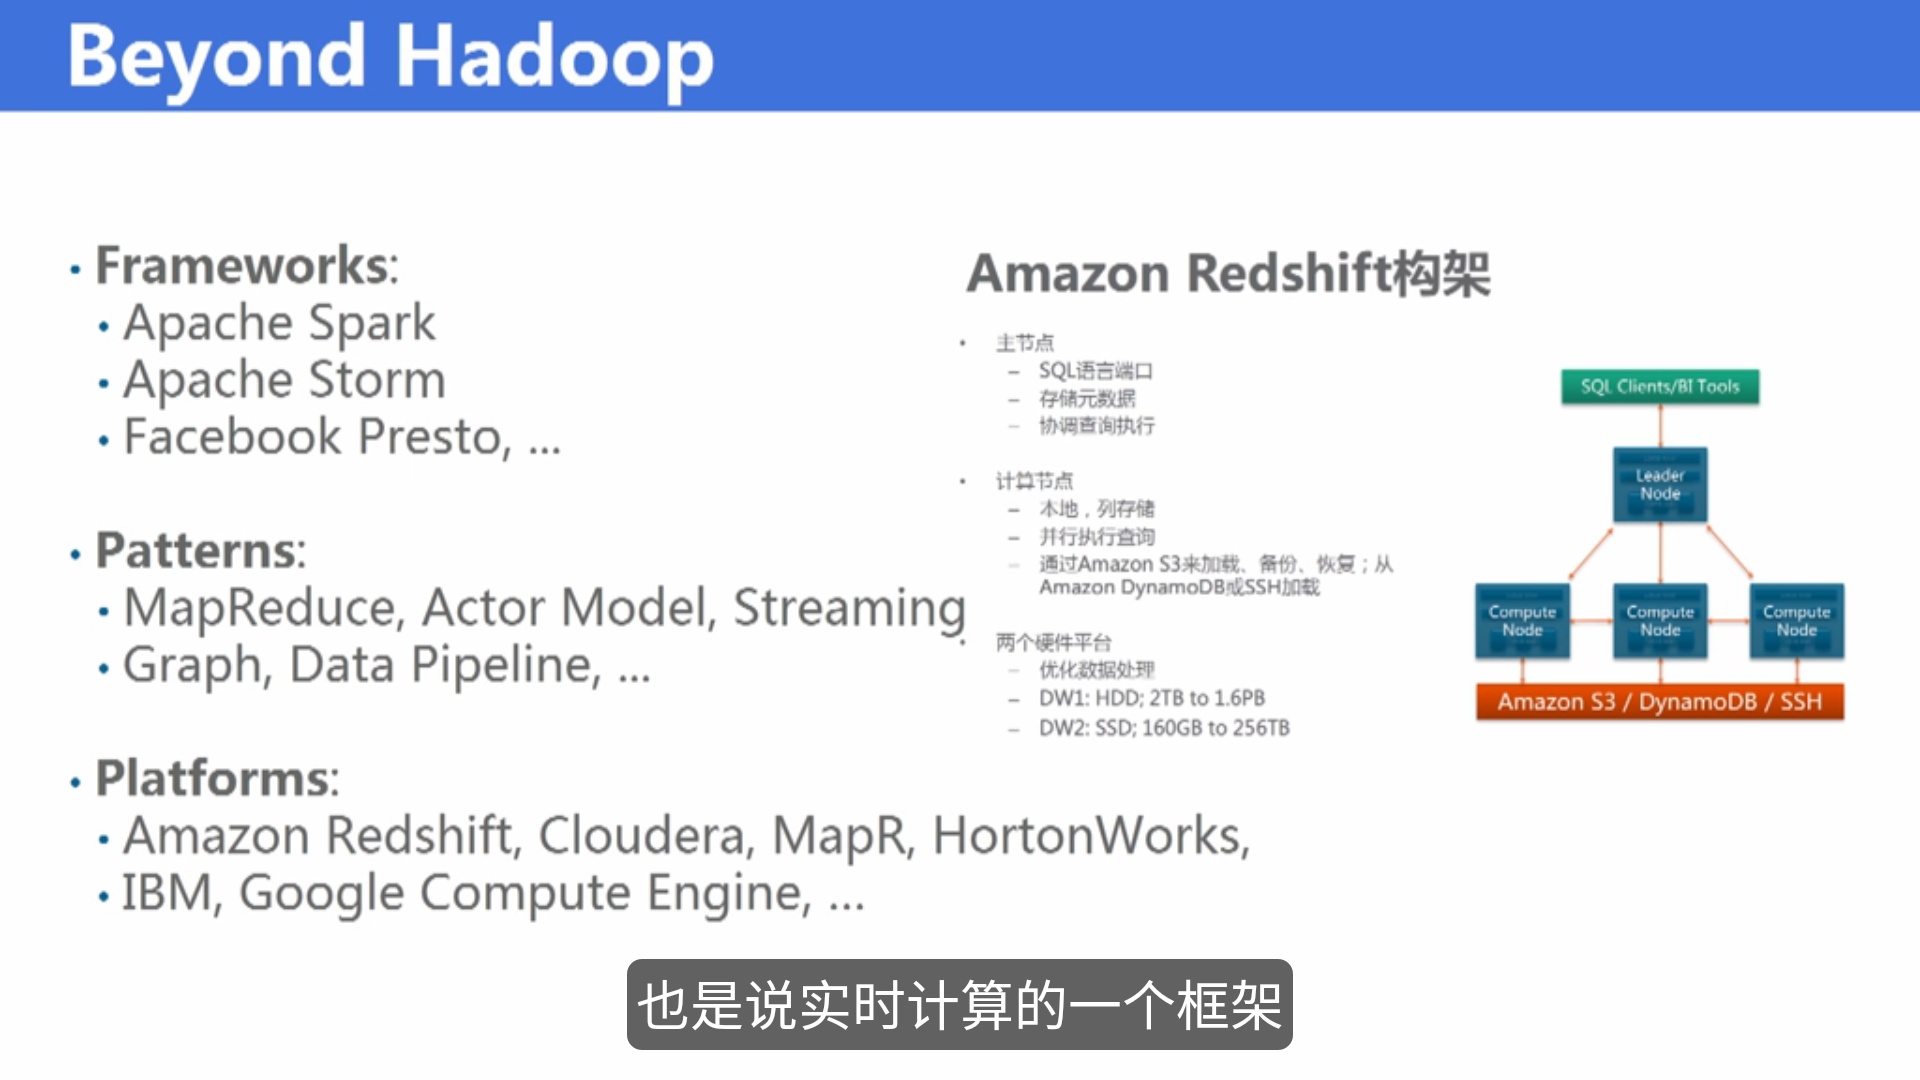 Beyond Hadoop
• Frameworks:
• Apache Spark
• Apache Storm
• Facebook Presto, ...
• Patterns:
• MapReduce, Actor Model, Streaming
• Graph, Data Pipeline, ...
• Platforms:
• Amazon Redshift, Cloudera, MapR, HortonWorks,
• IBM, Google Compute Engine, ...
Amazon Redshift构架
• 主节点
– SQL语言端口
– 存储元数据
– 协调查询执行
• 计算节点
– 本地，列存储
– 并行执行查询
– 通过Amazon S3来加载、备份、恢复；从
Amazon DynamoDB或SSH加载
• 两个硬件平台
– 优化数据处理
– DW1: HDD; 2TB to 1.6PB
– DW2: SSD; 160GB to 256TB
SQL Clients/BI Tools
Leader
Node
Compute
Node
Compute
Node
Compute
Node
Amazon S3 / DynamoDB / SSH
也是说实时计算的一个框架